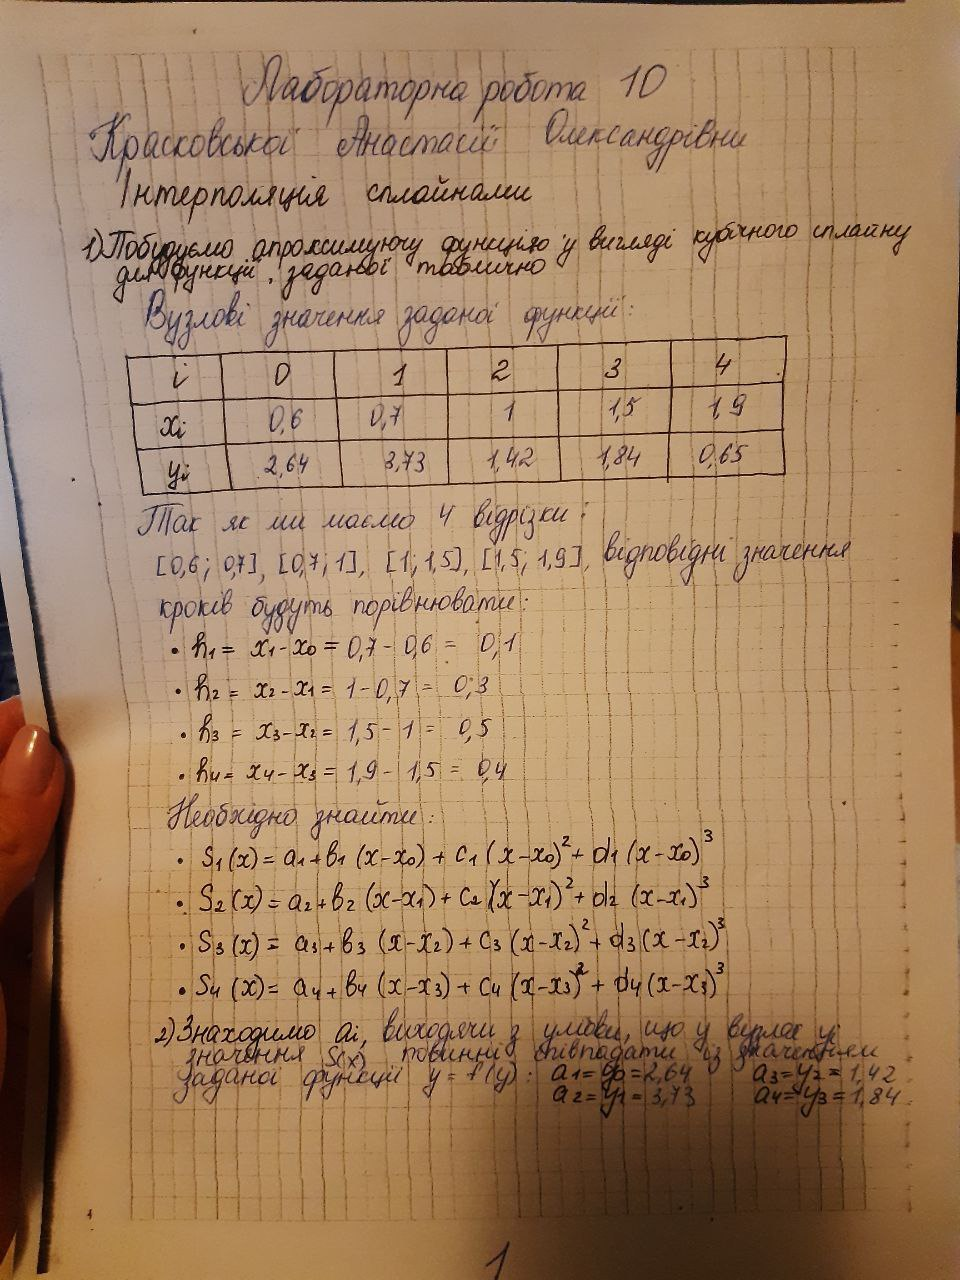 Лабораторна робота 10
Красковської Анастасії Олександрівни
Інтерполяція сплайнами
1) Побудуємо апроксимуючу функцію у вигляді кубічного сплайну
для функції, заданої таблично
Вузлові значення заданої функції:
i 0 1 2 3 4
xi 0,6 0,7 1 1,5 1,9
yi 2,64 3,73 1,42 1,84 0,65
Так як ми маємо 4 відрізки:
[0,6; 0,7], [0,7; 1], [1; 1,5], [1,5; 1,9], відповідні значення
кроків будуть порівнювати:
• h1 = x1-x0 = 0,7 - 0,6 = 0,1
• h2 = x2-x1 = 1-0,7 = 0,3
• h3 = x3-x2 = 1,5 - 1 = 0,5
• h4 = x4-x3 = 1,9 - 1,5 = 0,4
Необхідно знайти:
• S1(x) = a1+b1(x-x0) + c1(x-x0)²+ d1(x-x0)³
• S2(x) = a2+b2(x-x1) + c2(x-x1)²+ d2(x-x1)³
• S3(x) = a3+b3(x-x2) + c3(x-x2)²+ d3(x-x2)³
• S4(x) = a4+b4(x-x3) + c4(x-x3)²+ d4(x-x3)³
2) Знаходимо ai, виходячи з умови, що у вузлах xi
значення S(x) повинні співпадати із значеннями
заданої функції y = f(y): a1=y0=2,64 a3=y2=1,42
a2=y1=3,73 a4=y3=1,84
1